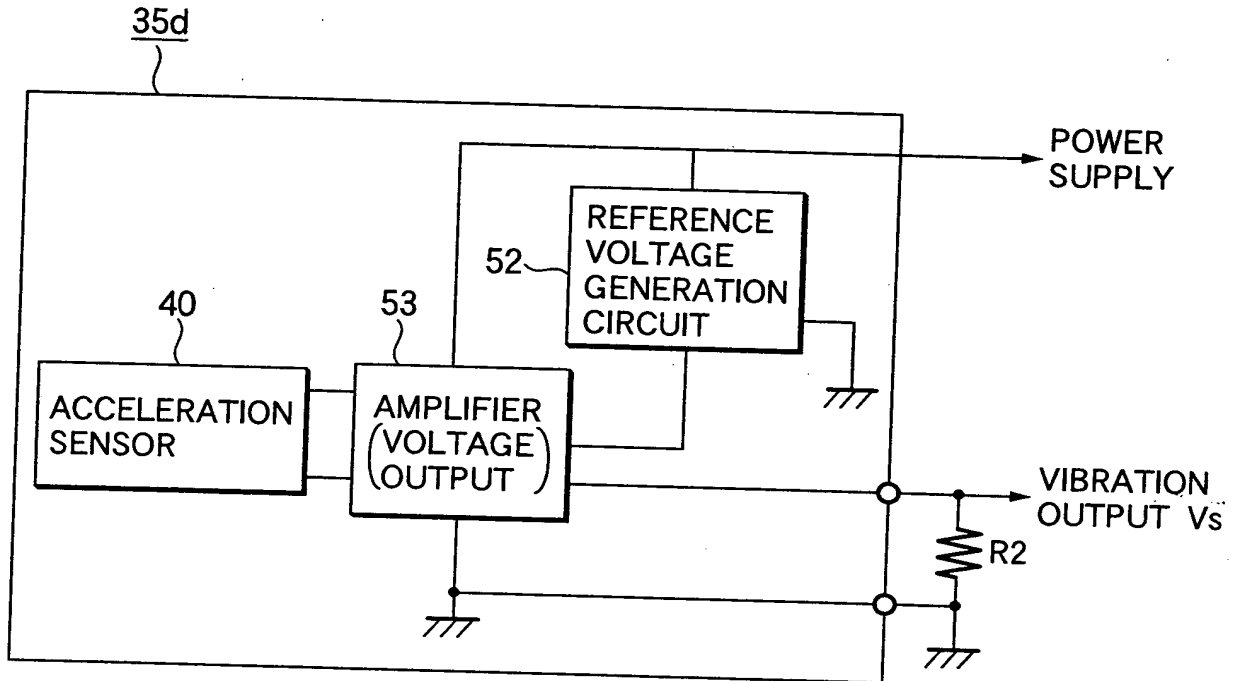 35d
POWER
SUPPLY
REFERENCE
VOLTAGE
GENERATION
CIRCUIT
52
40
53
ACCELERATION
SENSOR
AMPLIFIER
(VOLTAGE
OUTPUT)
VIBRATION
OUTPUT Vs
R2